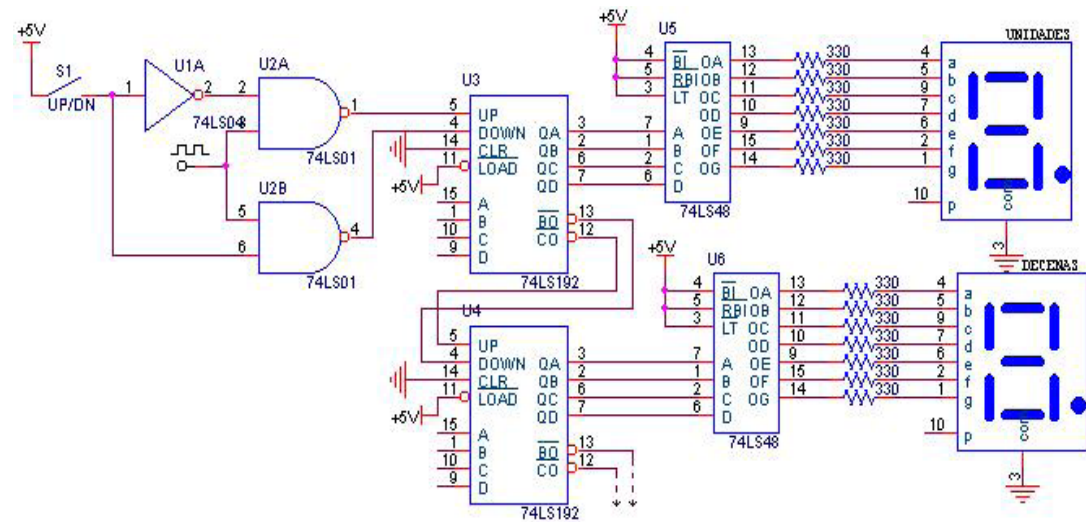 +5V
S1
UP/DN
1
U1A
2
74LS04
2
3
U2A
1
74LS01
5
6
U2B
4
74LS01
U3
5 UP
4 DOWN QA 3
14 CLR QB 2
11 LOAD QC 6
QD 7
+5V
15 A
1 B BO 13
10 C CO 12
9 D
74LS192
+5V
U5
4 BI OA 13
5 RBI OB 12
3 LT OC 11
OD 10
7 A OE 9
1 B OF 15
2 C OG 14
6 D
74LS48
330
330
330
330
330
330
330
UNIDADES
4 a
5 b
9 c
7 d
6 e
2 f
1 g
10 p
com
3
U4
5 UP
4 DOWN QA 3
14 CLR QB 2
11 LOAD QC 6
QD 7
+5V
15 A
1 B BO 13
10 C CO 12
9 D
74LS192
+5V
U6
4 BI OA 13
5 RBI OB 12
3 LT OC 11
OD 10
7 A OE 9
1 B OF 15
2 C OG 14
6 D
74LS48
330
330
330
330
330
330
330
DECENAS
4 a
5 b
9 c
7 d
6 e
2 f
1 g
10 p
com
3